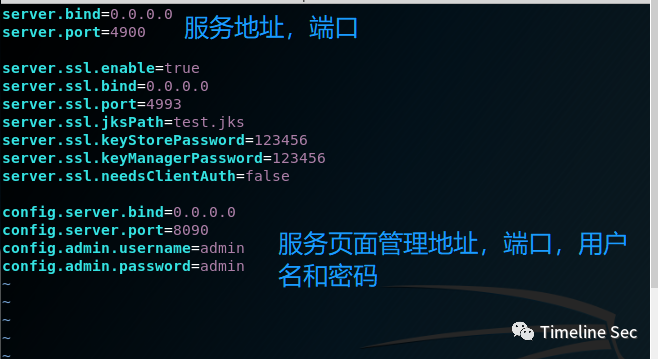 server.bind=0.0.0.0
server.port=4900
服务地址，端口
server.ssl.enable=true
server.ssl.bind=0.0.0.0
server.ssl.port=4993
server.ssl.jksPath=test.jks
server.ssl.keyStorePassword=123456
server.ssl.keyManagerPassword=123456
server.ssl.needsClientAuth=false
config.server.bind=0.0.0.0
config.server.port=8090
config.admin.username=admin
config.admin.password=admin
服务页面管理地址，端口，用户
名和密码
~
~
~
~
~
Timeline Sec